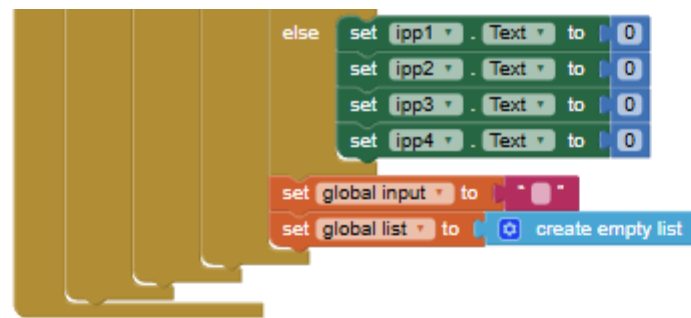 else set ipp1 . Text to 0
set ipp2 . Text to 0
set ipp3 . Text to 0
set ipp4 . Text to 0
set global input to " "
set global list to create empty list